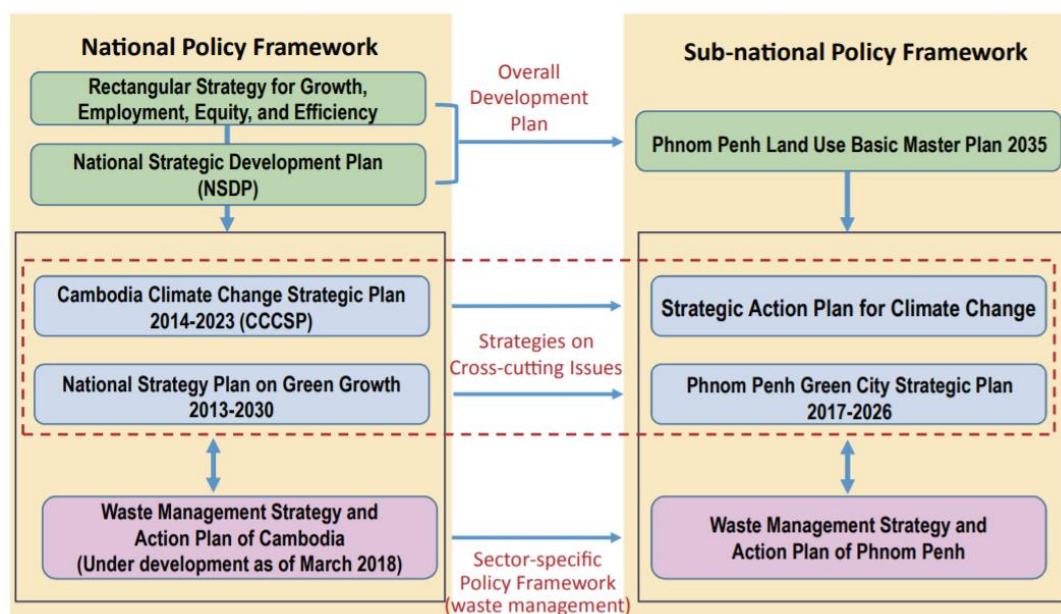 National Policy Framework
Rectangular Strategy for Growth,
Employment, Equity, and Efficiency
National Strategic Development Plan
(NSDP)
Cambodia Climate Change Strategic Plan
2014-2023 (CCCSP)
National Strategy Plan on Green Growth
2013-2030
Waste Management Strategy and
Action Plan of Cambodia
(Under development as of March 2018)
Overall
Development
Plan
Strategies on
Cross-cutting Issues
Sector-specific
Policy Framework
(waste management)
Sub-national Policy Framework
Phnom Penh Land Use Basic Master Plan 2035
Strategic Action Plan for Climate Change
Phnom Penh Green City Strategic Plan
2017-2026
Waste Management Strategy and
Action Plan of Phnom Penh